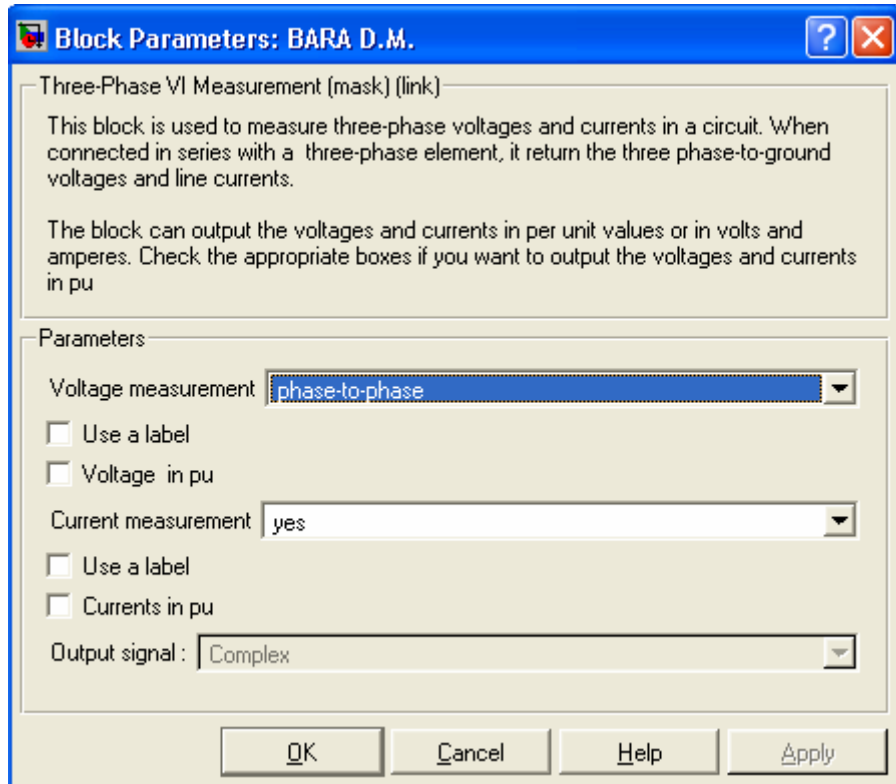 Block Parameters: BARA D.M.
Three-Phase VI Measurement (mask) (link)
This block is used to measure three-phase voltages and currents in a circuit. When
connected in series with a three-phase element, it return the three phase-to-ground
voltages and line currents.
The block can output the voltages and currents in per unit values or in volts and
amperes. Check the appropriate boxes if you want to output the voltages and currents
in pu
Parameters
Voltage measurement phase-to-phase
Use a label
Voltage in pu
Current measurement yes
Use a label
Currents in pu
Output signal : Complex
OK Cancel Help Apply